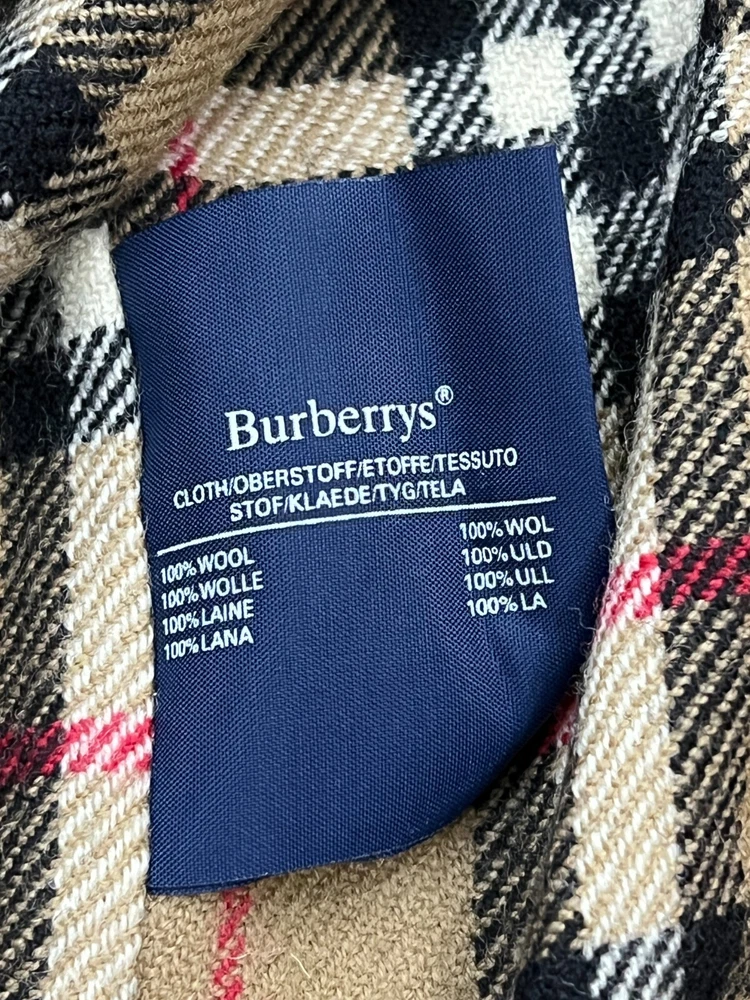 Burberrys®
CLOTH/OBERSTOFF/ETOFFE/TESSUTO
STOF/KLAEDE/TYG/TELA
100% WOOL
100% WOLLE
100% LAINE
100% LANA
100% WOL
100% ULD
100% ULL
100% LA